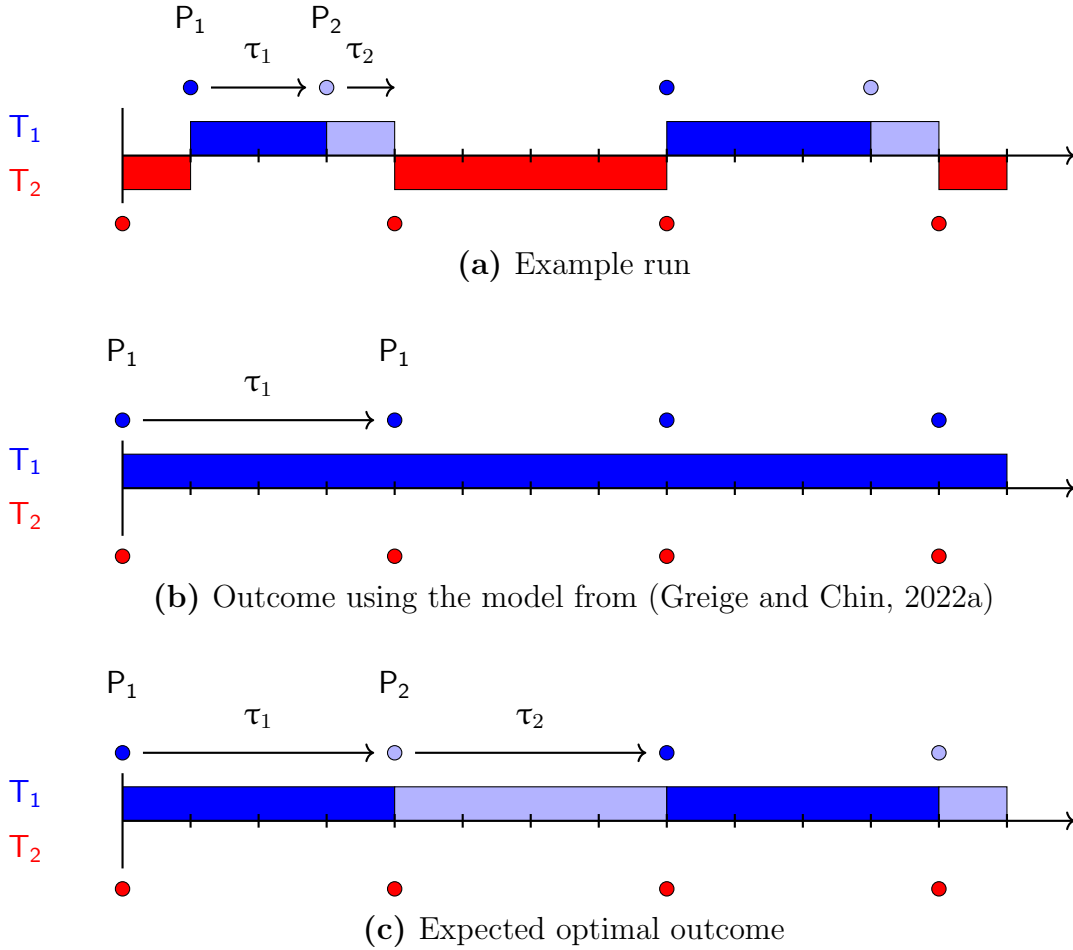 P₁ P₂
τ₁ τ₂
T₁
T₂
(a) Example run
P₁ P₁
τ₁
T₁
T₂
(b) Outcome using the model from (Greige and Chin, 2022a)
P₁ P₂
τ₁ τ₂
T₁
T₂
(c) Expected optimal outcome